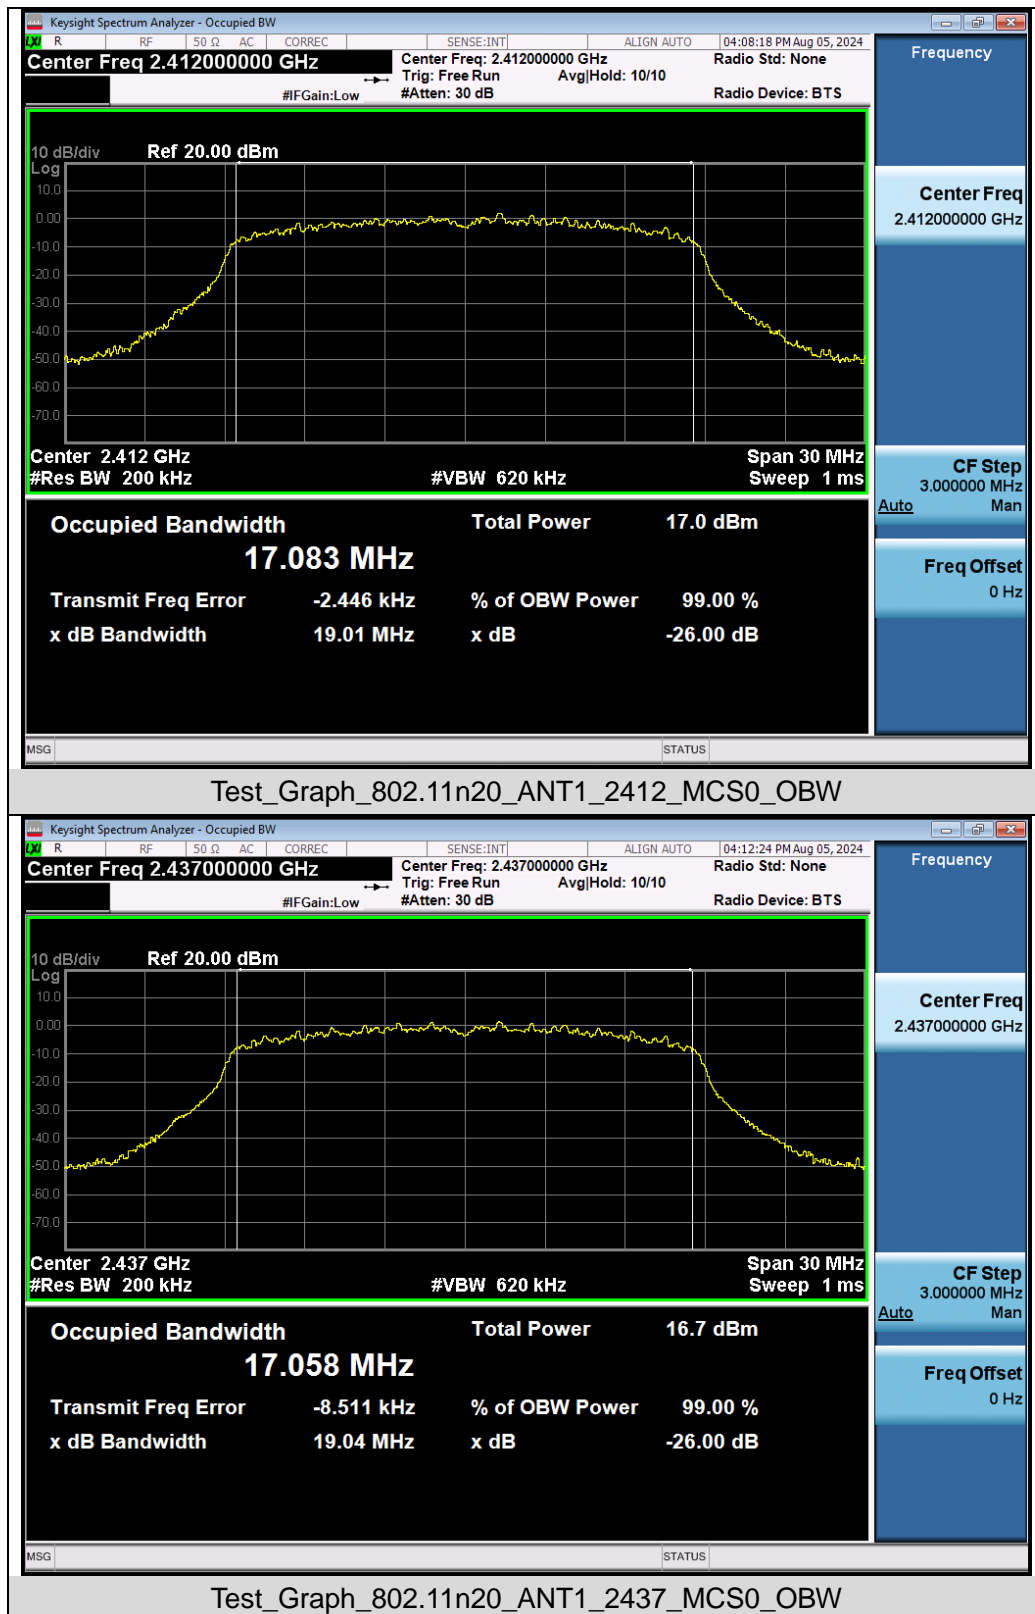 Keysight Spectrum Analyzer - Occupied BW
LXI R RF 50 Ω AC CORREC SENSE:INT ALIGN AUTO 04:08:18 PM Aug 05, 2024
Center Freq 2.412000000 GHz
Center Freq: 2.412000000 GHz
Radio Std: None
Trig: Free Run Avg|Hold: 10/10
#IFGain:Low
#Atten: 30 dB
Radio Device: BTS
Frequency
10 dB/div Ref 20.00 dBm
Log
10.0
0.00
-10.0
-20.0
-30.0
-40.0
-50.0
-60.0
-70.0
Center Freq
2.412000000 GHz
Center 2.412 GHz Span 30 MHz
#Res BW 200 kHz #VBW 620 kHz Sweep 1 ms
CF Step
3.000000 MHz
Auto Man
Freq Offset
0 Hz
Occupied Bandwidth Total Power 17.0 dBm
17.083 MHz
Transmit Freq Error -2.446 kHz % of OBW Power 99.00 %
x dB Bandwidth 19.01 MHz x dB -26.00 dB
MSG STATUS
Test_Graph_802.11n20_ANT1_2412_MCS0_OBW
Keysight Spectrum Analyzer - Occupied BW
LXI R RF 50 Ω AC CORREC SENSE:INT ALIGN AUTO 04:12:24 PM Aug 05, 2024
Center Freq 2.437000000 GHz
Center Freq: 2.437000000 GHz
Radio Std: None
Trig: Free Run Avg|Hold: 10/10
#IFGain:Low
#Atten: 30 dB
Radio Device: BTS
Frequency
10 dB/div Ref 20.00 dBm
Log
10.0
0.00
-10.0
-20.0
-30.0
-40.0
-50.0
-60.0
-70.0
Center Freq
2.437000000 GHz
Center 2.437 GHz Span 30 MHz
#Res BW 200 kHz #VBW 620 kHz Sweep 1 ms
CF Step
3.000000 MHz
Auto Man
Freq Offset
0 Hz
Occupied Bandwidth Total Power 16.7 dBm
17.058 MHz
Transmit Freq Error -8.511 kHz % of OBW Power 99.00 %
x dB Bandwidth 19.04 MHz x dB -26.00 dB
MSG STATUS
Test_Graph_802.11n20_ANT1_2437_MCS0_OBW